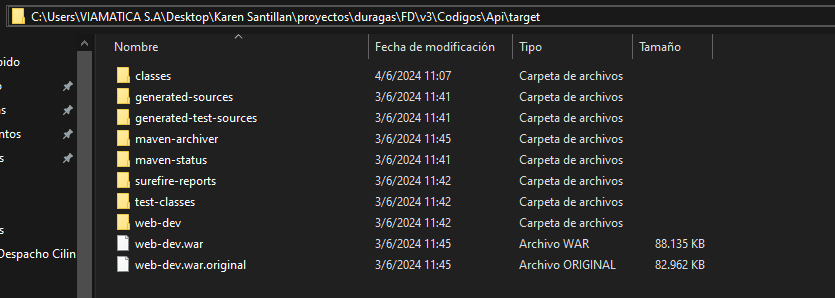 C:\Users\VIAMATICA S.A\Desktop\Karen Santillan\proyectos\duragas\FD\v3\Codigos\Api\target
Nombre Fecha de modificación Tipo Tamaño
classes 4/6/2024 11:07 Carpeta de archivos
generated-sources 3/6/2024 11:41 Carpeta de archivos
generated-test-sources 3/6/2024 11:41 Carpeta de archivos
maven-archiver 3/6/2024 11:45 Carpeta de archivos
maven-status 3/6/2024 11:41 Carpeta de archivos
surefire-reports 3/6/2024 11:42 Carpeta de archivos
test-classes 3/6/2024 11:42 Carpeta de archivos
web-dev 3/6/2024 11:42 Carpeta de archivos
web-dev.war 3/6/2024 11:45 Archivo WAR 88.135 KB
Despacho Cilin web-dev.war.original 3/6/2024 11:45 Archivo ORIGINAL 82.962 KB